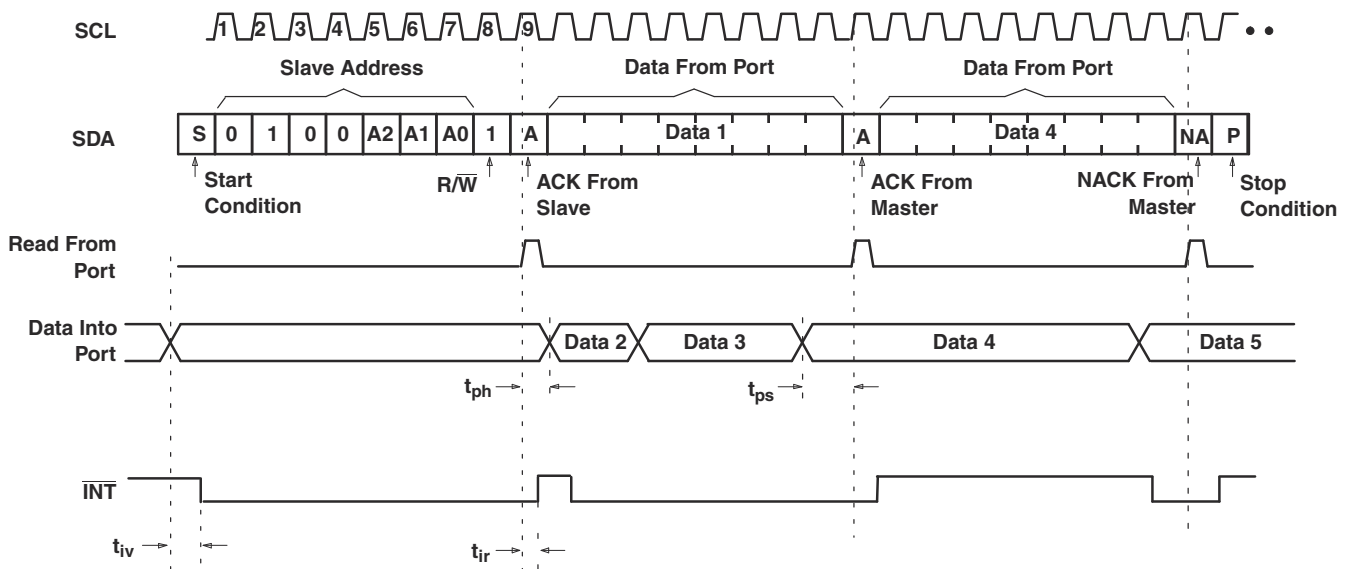 SCL 1 2 3 4 5 6 7 8 9
Slave Address Data From Port Data From Port
SDA S 0 1 0 0 A2 A1 A0 1 A Data 1 A Data 4 NA P
Start Condition
R/W̅
ACK From Slave
ACK From Master
NACK From Master
Stop Condition
Read From Port
Data Into Port Data 2 Data 3 Data 4 Data 5
tph
tps
I̅N̅T̅
tiv
tir